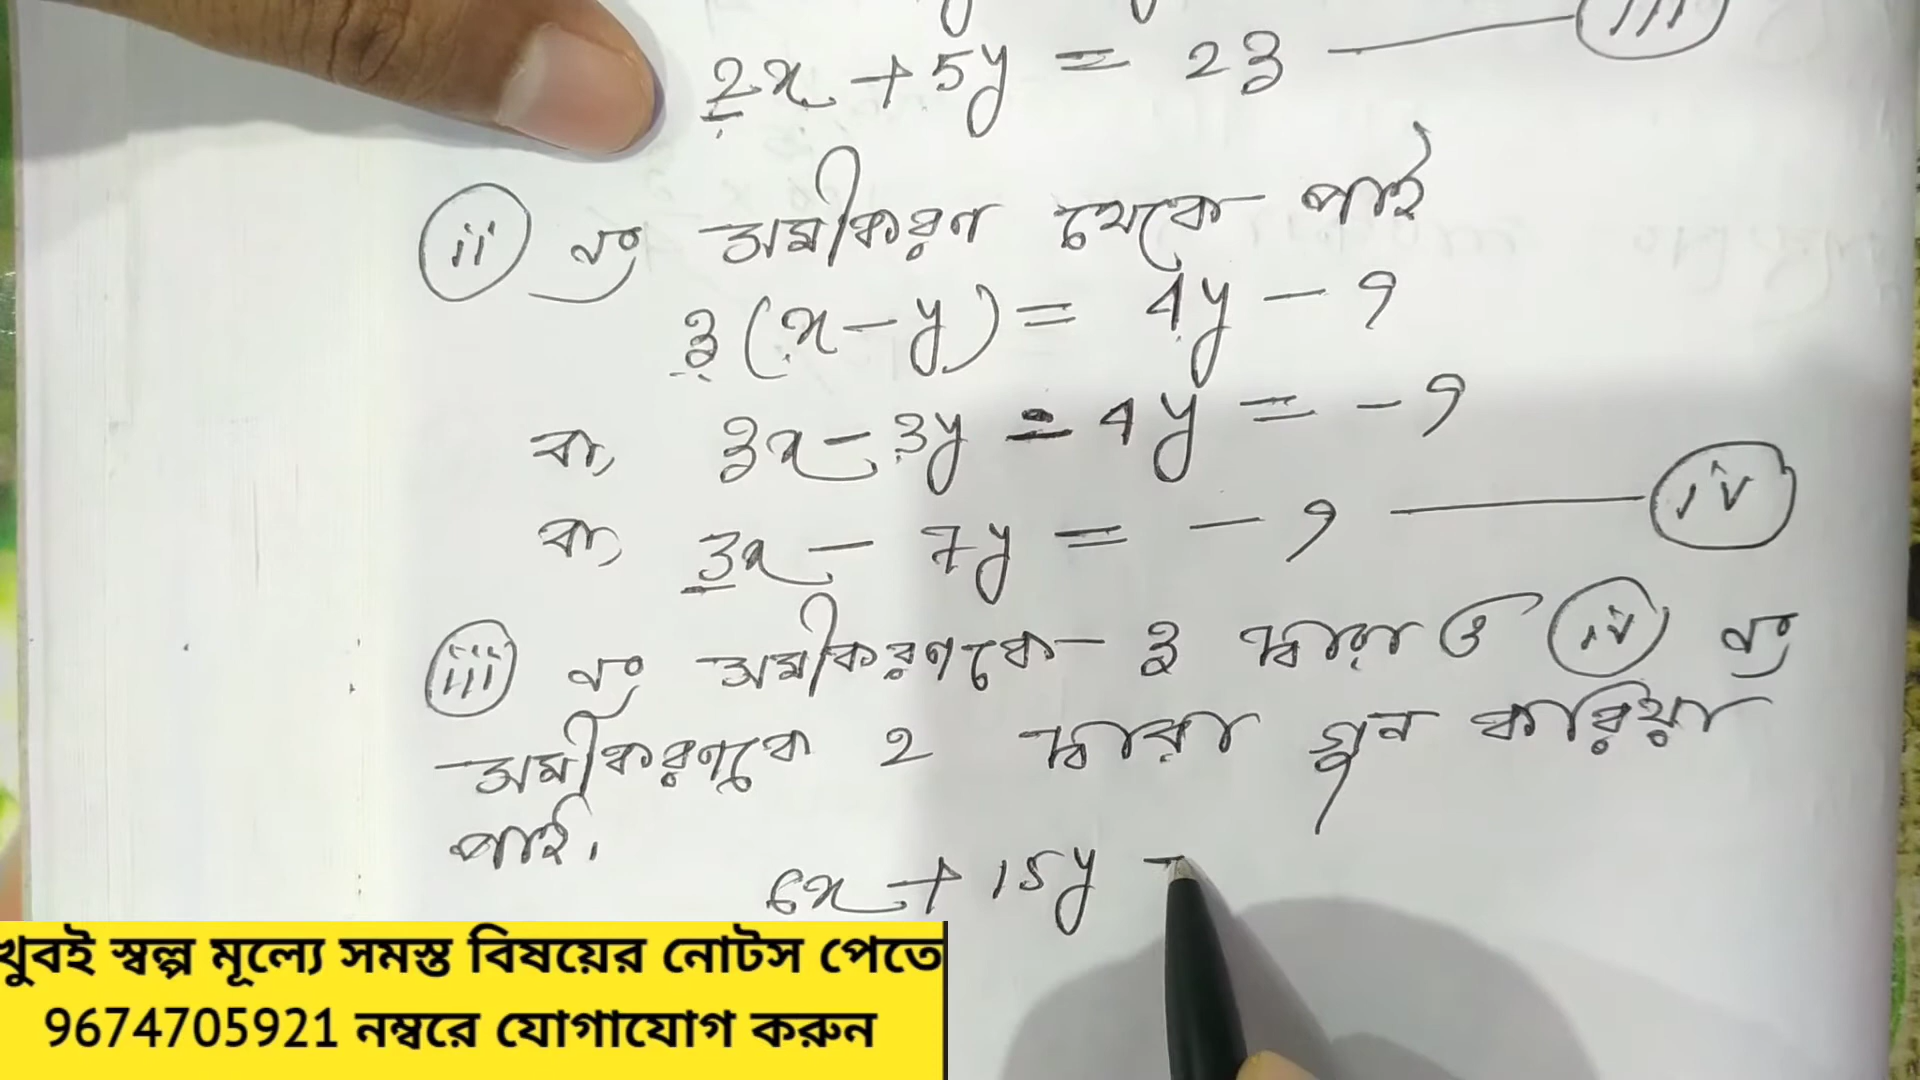 2x + 5y = 23 —— iii
ii নং সমীকরণ থেকে পাই
3(x - y) = 4y - 9
বা, 3x - 3y - 4y = - 9
বা, 3x - 7y = - 9 —— iv
iii নং সমীকরণকে 3 দ্বারা ও iv নং
সমীকরণকে 2 দ্বারা গুন করিয়া
পাই।
6x + 15y
খুবই স্বল্প মূল্যে সমস্ত বিষয়ের নোটস পেতে
9674705921 নম্বরে যোগাযোগ করুন